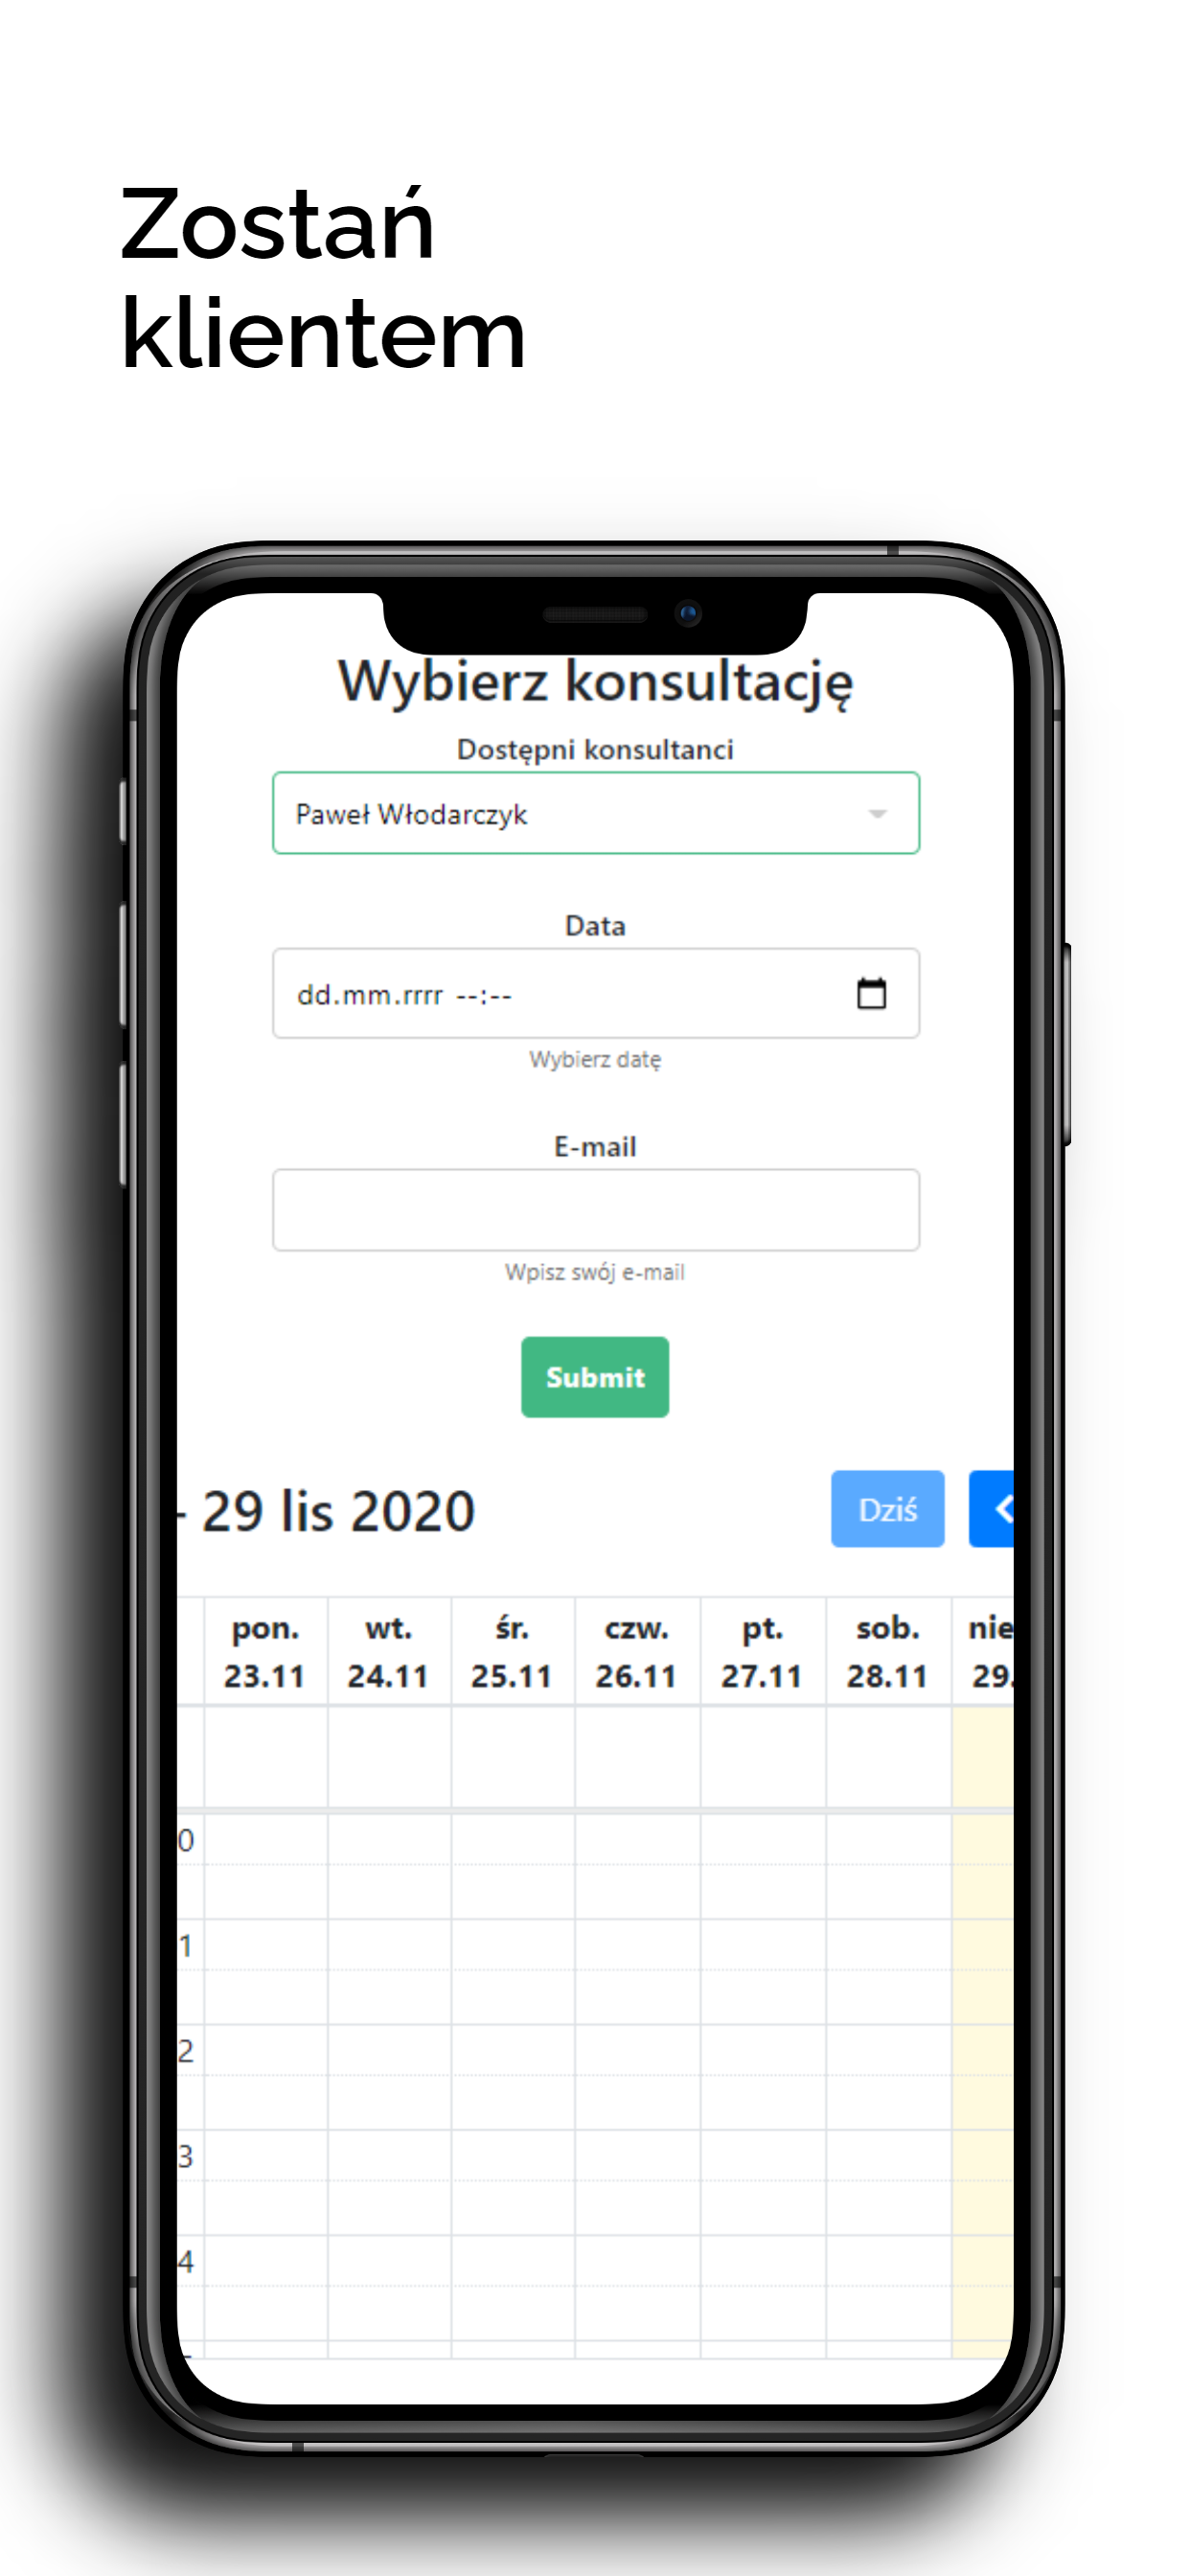 Zostań
klientem
Wybierz konsultację
Dostępni konsultanci
Paweł Włodarczyk
Data
dd.mm.rrrr --:--
Wybierz datę
E-mail
Wpisz swój e-mail
Submit
- 29 lis 2020 Dziś
pon. wt. śr. czw. pt. sob. nie
23.11 24.11 25.11 26.11 27.11 28.11 29.
0
1
2
3
4